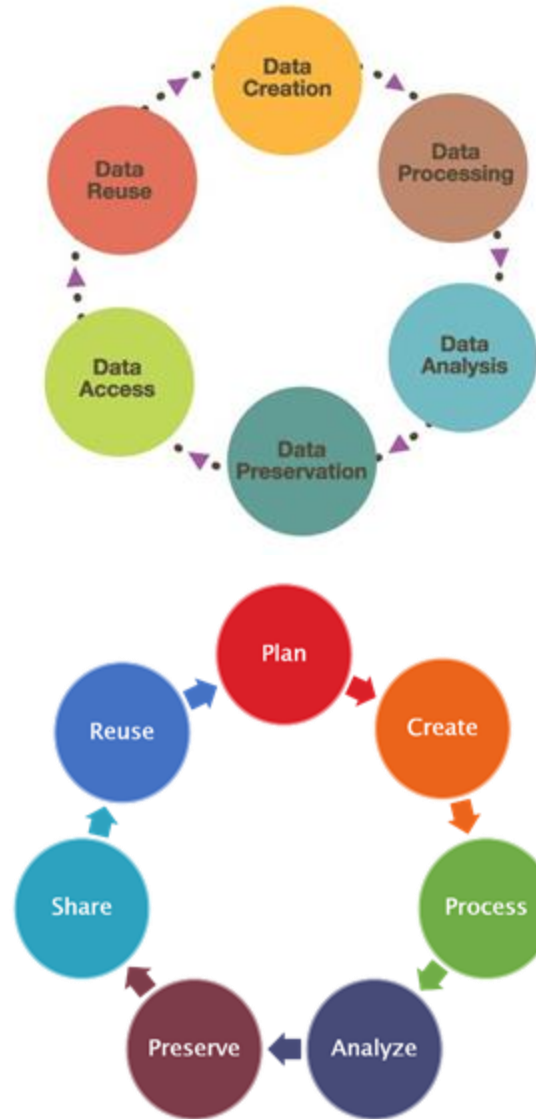 Data
Creation
Data
Processing
Data
Analysis
Data
Preservation
Data
Access
Data
Reuse
Plan
Create
Process
Analyze
Preserve
Share
Reuse